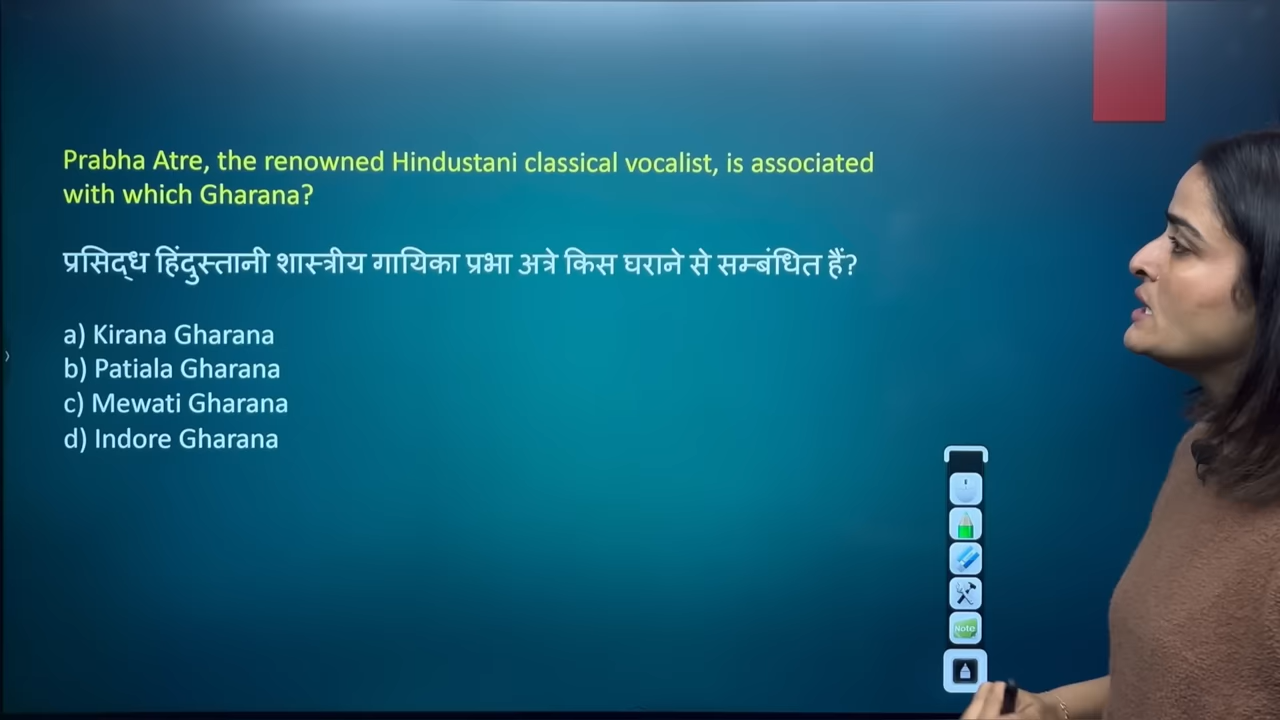 Prabha Atre, the renowned Hindustani classical vocalist, is associated
with which Gharana?
प्रसिद्ध हिंदुस्तानी शास्त्रीय गायिका प्रभा अत्रे किस घराने से सम्बंधित हैं?
a) Kirana Gharana
b) Patiala Gharana
c) Mewati Gharana
d) Indore Gharana
Note